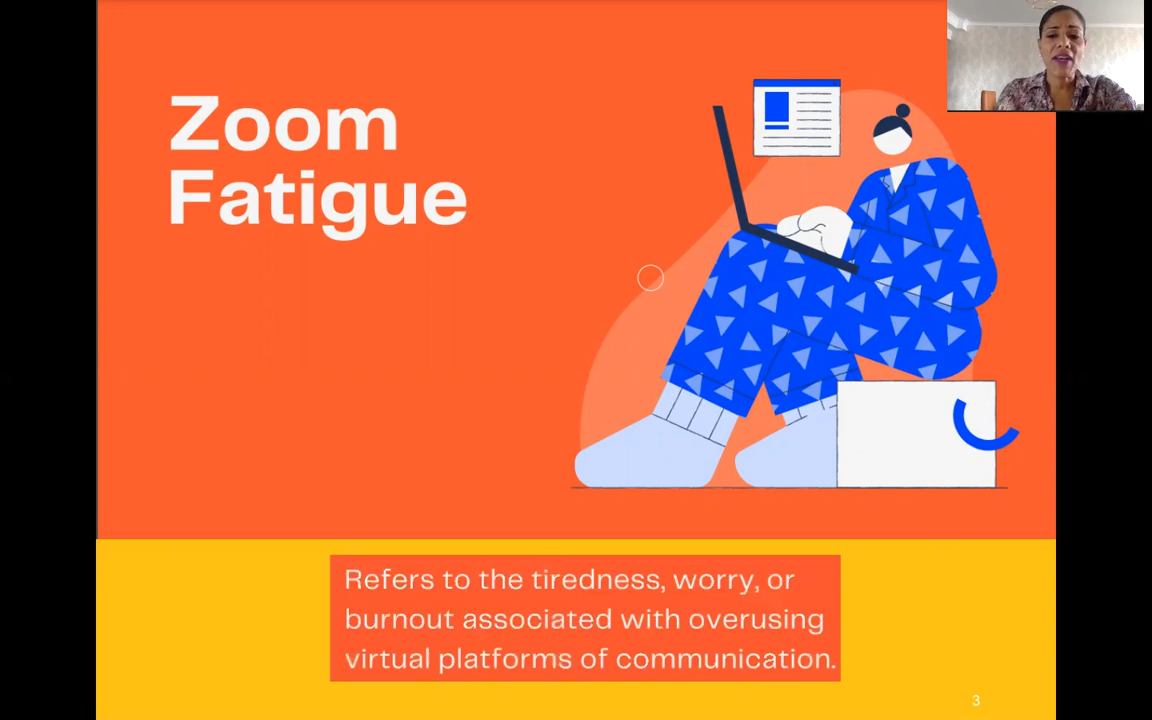 Zoom
Fatigue
Refers to the tiredness, worry, or
burnout associated with overusing
virtual platforms of communication.
3